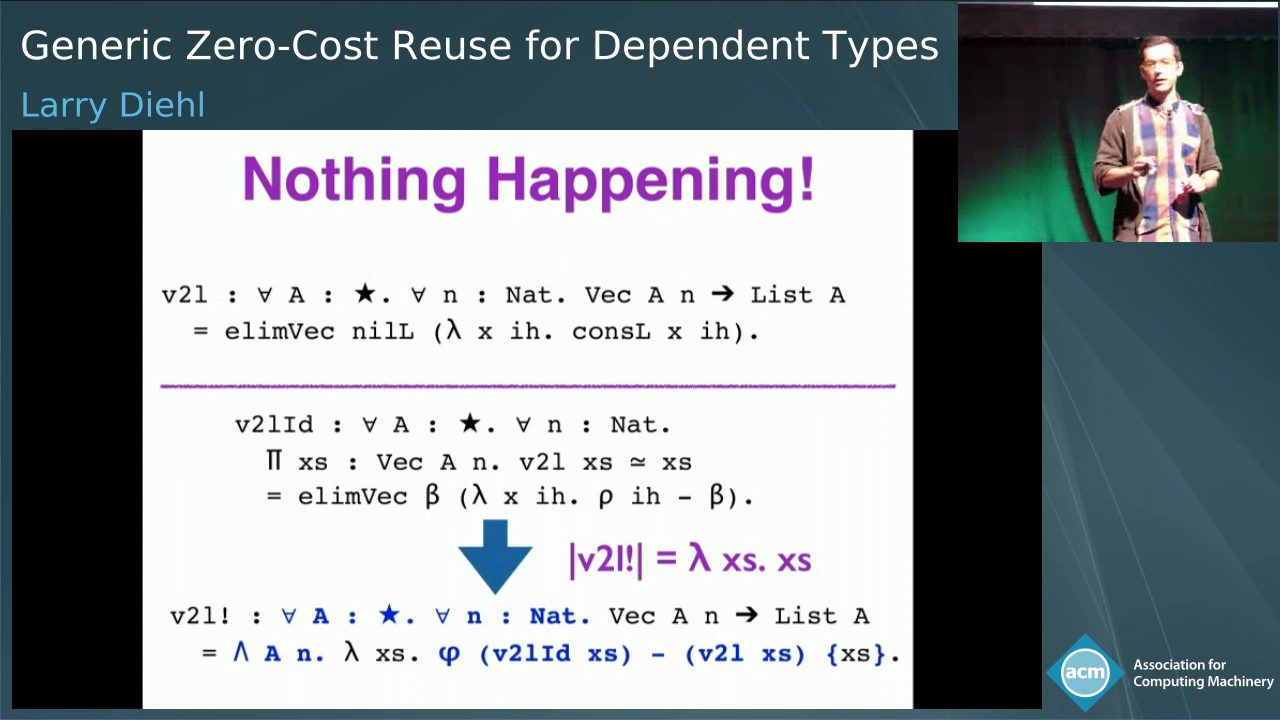 Generic Zero-Cost Reuse for Dependent Types
Larry Diehl
Nothing Happening!
v2l : ∀ A : ★. ∀ n : Nat. Vec A n ➔ List A
= elimVec nilL (λ x ih. consL x ih).
v2lId : ∀ A : ★. ∀ n : Nat.
Π xs : Vec A n. v2l xs ≃ xs
= elimVec β (λ x ih. ρ ih - β).
|v2l!| = λ xs. xs
v2l! : ∀ A : ★. ∀ n : Nat. Vec A n ➔ List A
= Λ A n. λ xs. φ (v2lId xs) - (v2l xs) {xs}.
acm
Association for
Computing Machinery